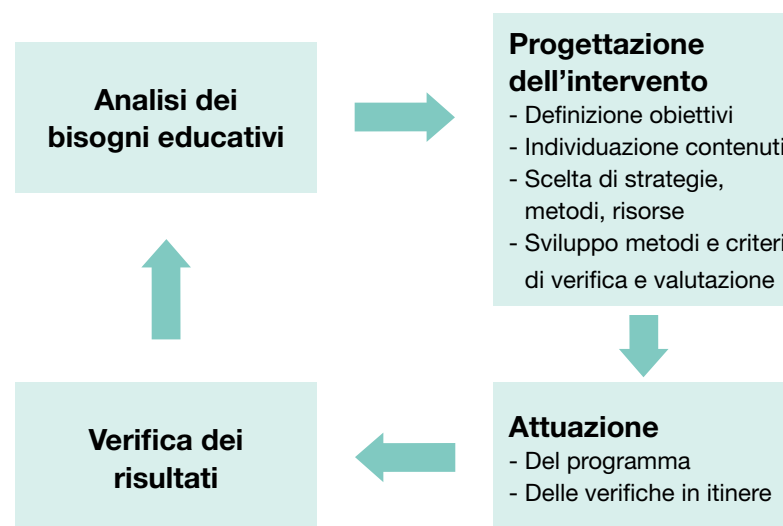 Analisi dei
bisogni educativi
Progettazione
dell'intervento
- Definizione obiettivi
- Individuazione contenuti
- Scelta di strategie,
metodi, risorse
- Sviluppo metodi e criteri
di verifica e valutazione
Attuazione
- Del programma
- Delle verifiche in itinere
Verifica dei
risultati